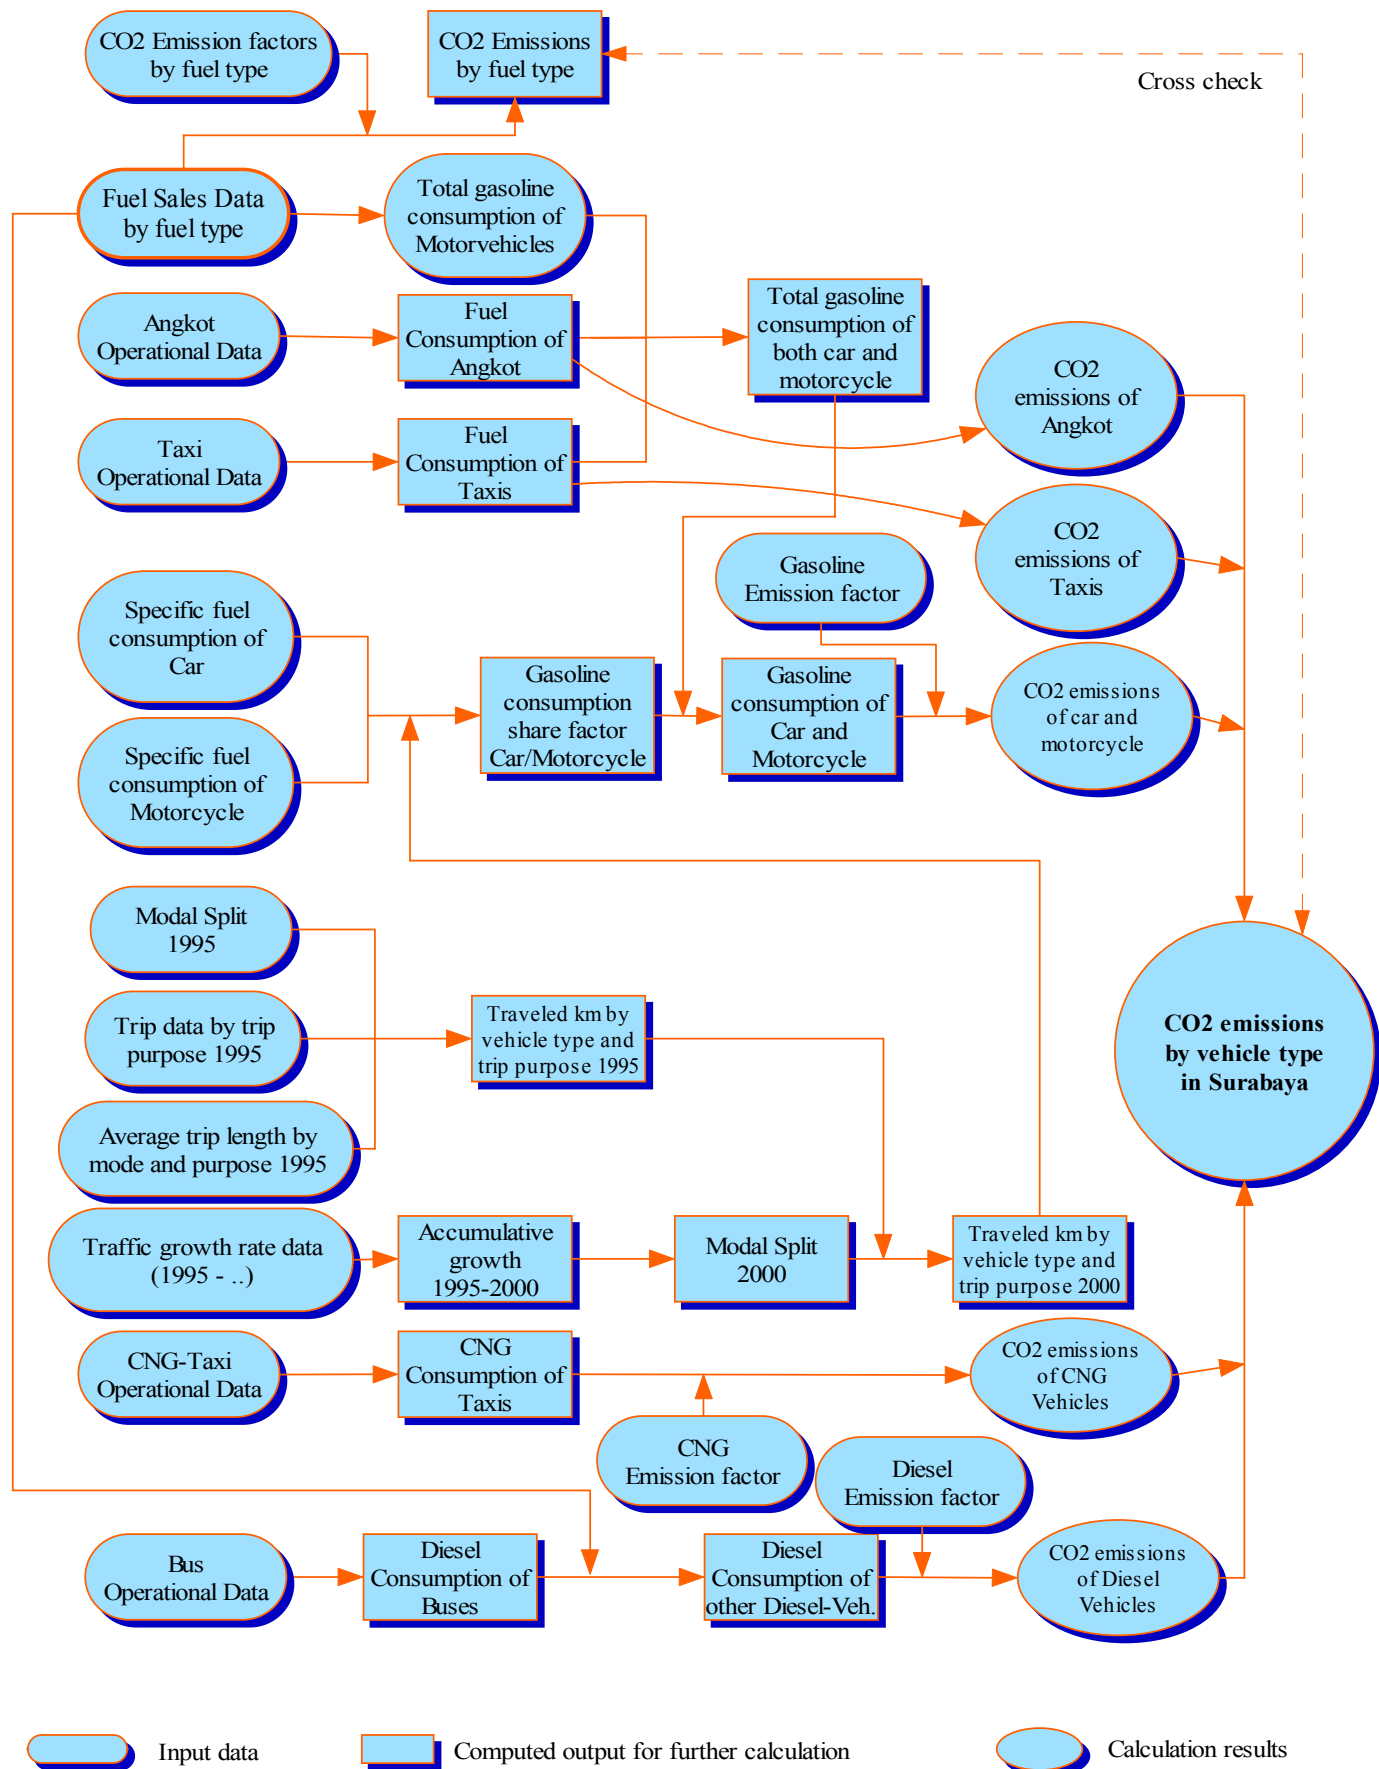 CO2 Emission factors
by fuel type
CO2 Emissions
by fuel type
Cross check
Fuel Sales Data
by fuel type
Total gasoline
consumption of
Motorvehicles
Angkot
Operational Data
Fuel
Consumption of
Angkot
Total gasoline
consumption of
both car and
motorcycle
CO2
emissions of
Angkot
Taxi
Operational Data
Fuel
Consumption of
Taxis
CO2
emissions of
Taxis
Gasoline
Emission factor
Specific fuel
consumption of
Car
Specific fuel
consumption of
Motorcycle
Gasoline
consumption
share factor
Car/Motorcycle
Gasoline
consumption of
Car and
Motorcycle
CO2 emissions
of car and
motorcycle
Modal Split
1995
Trip data by trip
purpose 1995
Average trip length by
mode and purpose 1995
Traveled km by
vehicle type and
trip purpose 1995
CO2 emissions
by vehicle type
in Surabaya
Traffic growth rate data
(1995 - ..)
Accumulative
growth
1995-2000
Modal Split
2000
Traveled km by
vehicle type and
trip purpose 2000
CNG-Taxi
Operational Data
CNG
Consumption of
Taxis
CO2 emissions
of CNG
Vehicles
CNG
Emission factor
Diesel
Emission factor
Bus
Operational Data
Diesel
Consumption of
Buses
Diesel
Consumption of
other Diesel-Veh.
CO2 emissions
of Diesel
Vehicles
Input data
Computed output for further calculation
Calculation results